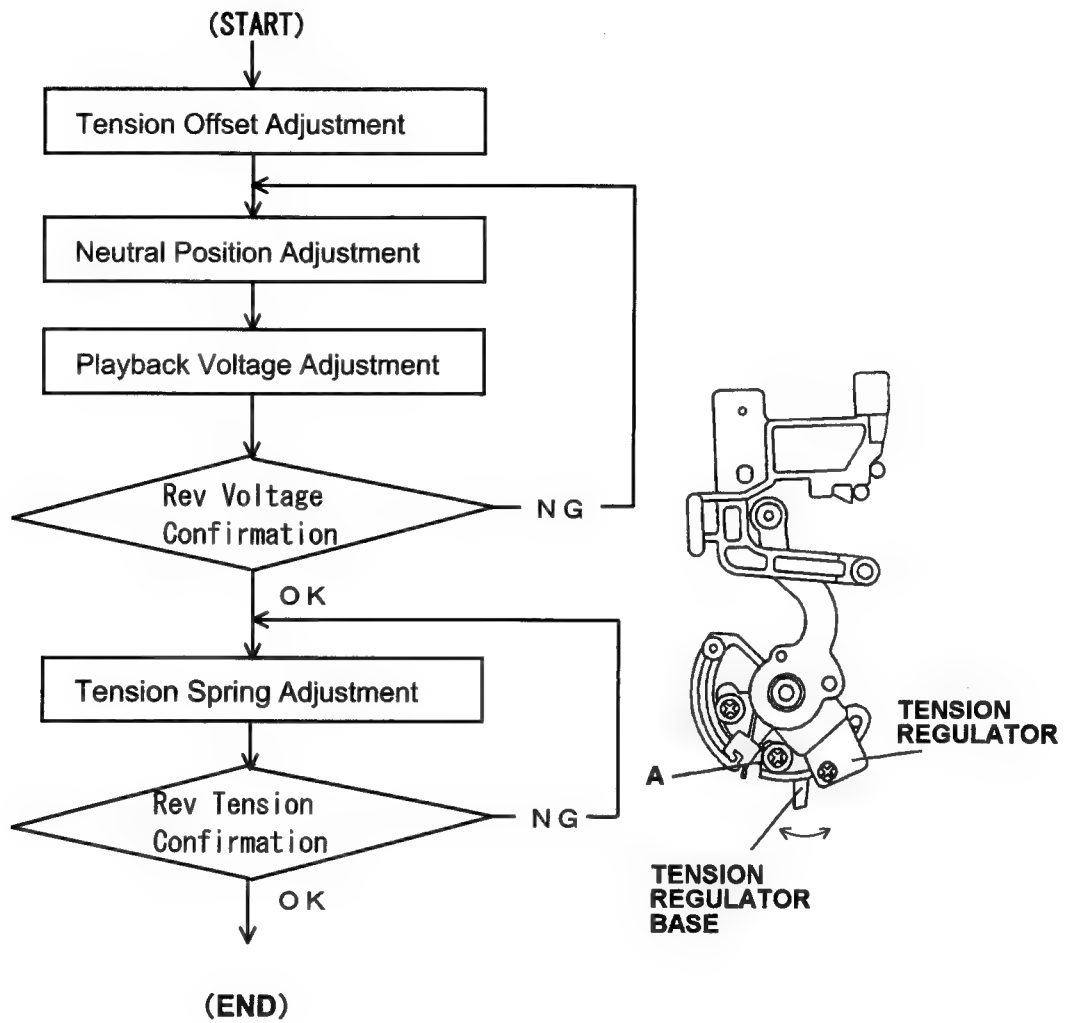 (START)
Tension Offset Adjustment
Neutral Position Adjustment
Playback Voltage Adjustment
Rev Voltage
Confirmation
NG
OK
Tension Spring Adjustment
Rev Tension
Confirmation
NG
OK
(END)
TENSION
REGULATOR
A
TENSION
REGULATOR
BASE